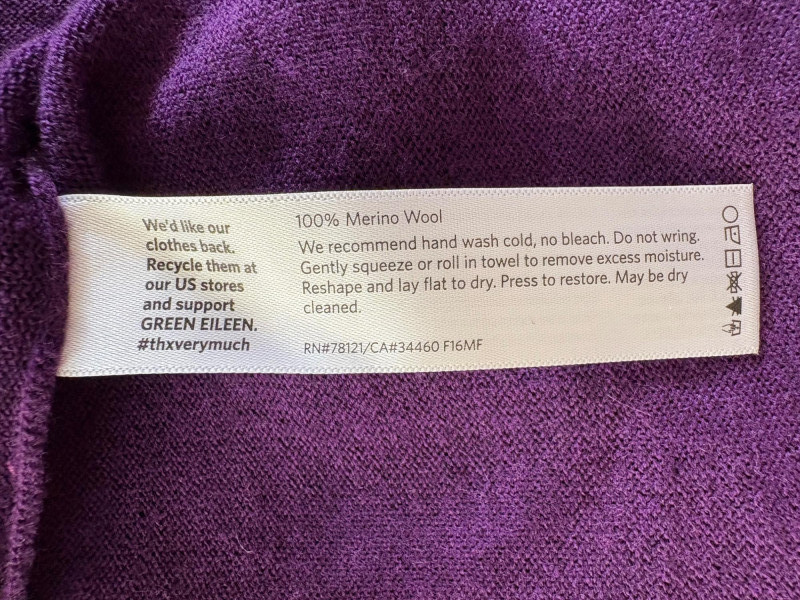 We'd like our
clothes back.
Recycle them at
our US stores
and support
GREEN EILEEN.
#thxverymuch
100% Merino Wool
We recommend hand wash cold, no bleach. Do not wring.
Gently squeeze or roll in towel to remove excess moisture.
Reshape and lay flat to dry. Press to restore. May be dry
cleaned.
RN#78121/CA#34460 F16MF